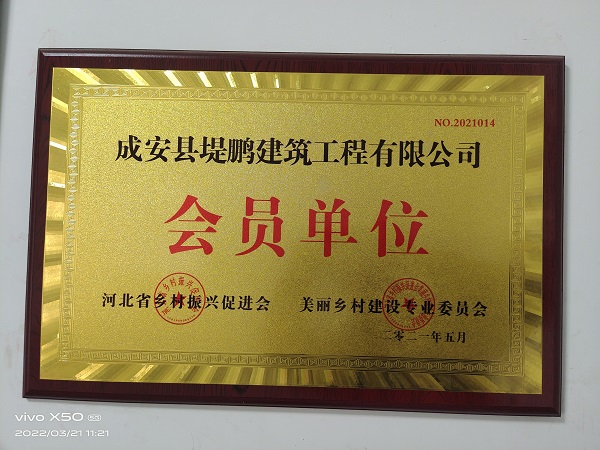 NO.2021014
成安县堤鹏建筑工程有限公司
会员单位
河北省乡村振兴促进会 美丽乡村建设专业委员会
二零二一年五月
vivo X50 5G
2022/03/21 11:21